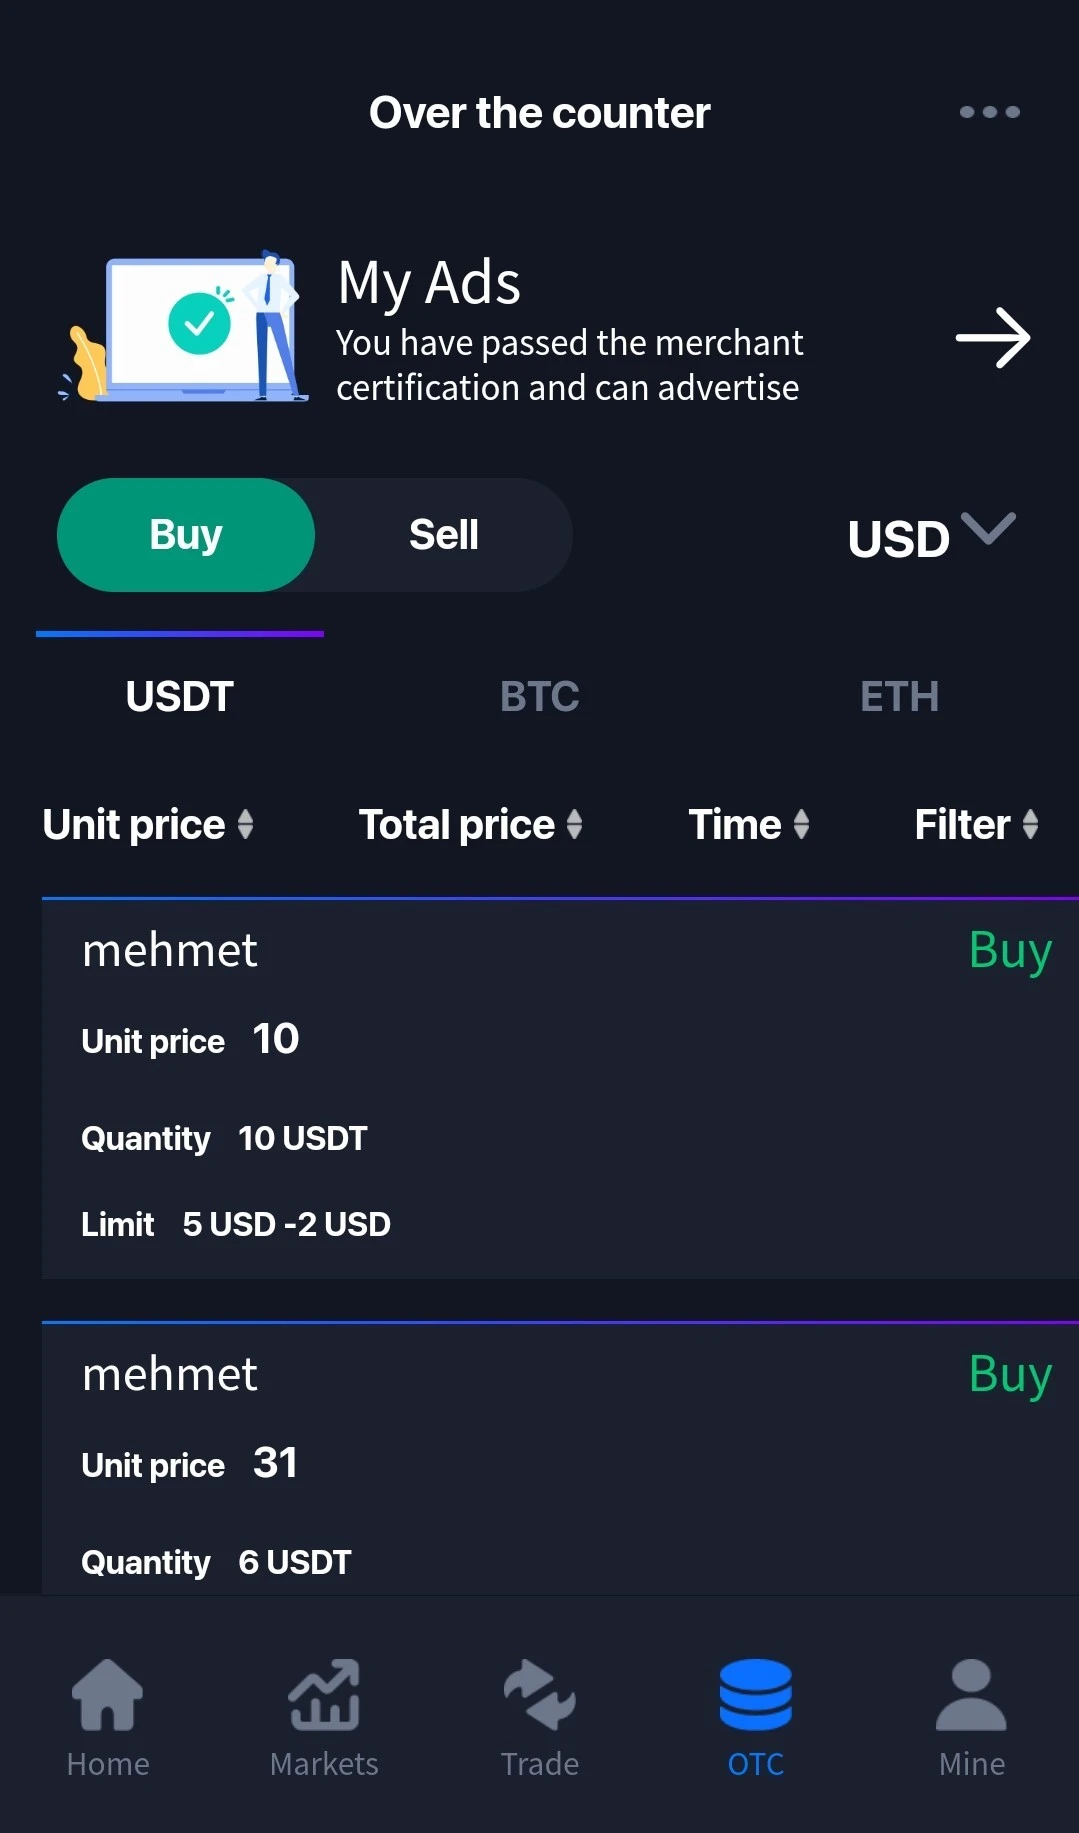 Over the counter
My Ads
You have passed the merchant
certification and can advertise
Buy
Sell
USD
USDT
BTC
ETH
Unit price
Total price
Time
Filter
mehmet
Buy
Unit price 10
Quantity 10 USDT
Limit 5 USD -2 USD
mehmet
Buy
Unit price 31
Quantity 6 USDT
Home
Markets
Trade
OTC
Mine